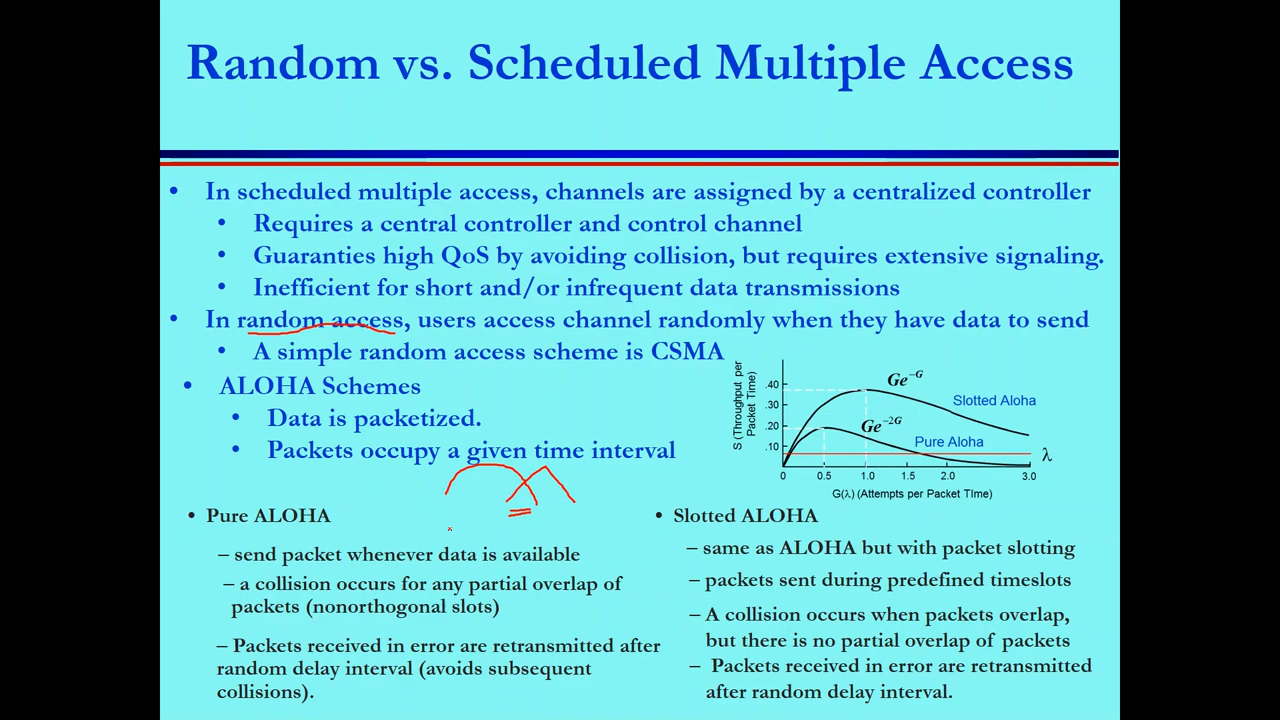 Random vs. Scheduled Multiple Access
• In scheduled multiple access, channels are assigned by a centralized controller
• Requires a central controller and control channel
• Guaranties high QoS by avoiding collision, but requires extensive signaling.
• Inefficient for short and/or infrequent data transmissions
• In random access, users access channel randomly when they have data to send
• A simple random access scheme is CSMA
• ALOHA Schemes
• Data is packetized.
• Packets occupy a given time interval
S (Throughput per
Packet Time)
.40
.30
.20
.10
Ge⁻ᴳ
Slotted Aloha
Ge⁻²ᴳ
Pure Aloha
λ
0 0.5 1.0 1.5 2.0 3.0
G(λ) (Attempts per Packet TIme)
• Pure ALOHA
– send packet whenever data is available
– a collision occurs for any partial overlap of
packets (nonorthogonal slots)
– Packets received in error are retransmitted after
random delay interval (avoids subsequent
collisions).
• Slotted ALOHA
– same as ALOHA but with packet slotting
– packets sent during predefined timeslots
– A collision occurs when packets overlap,
but there is no partial overlap of packets
– Packets received in error are retransmitted
after random delay interval.